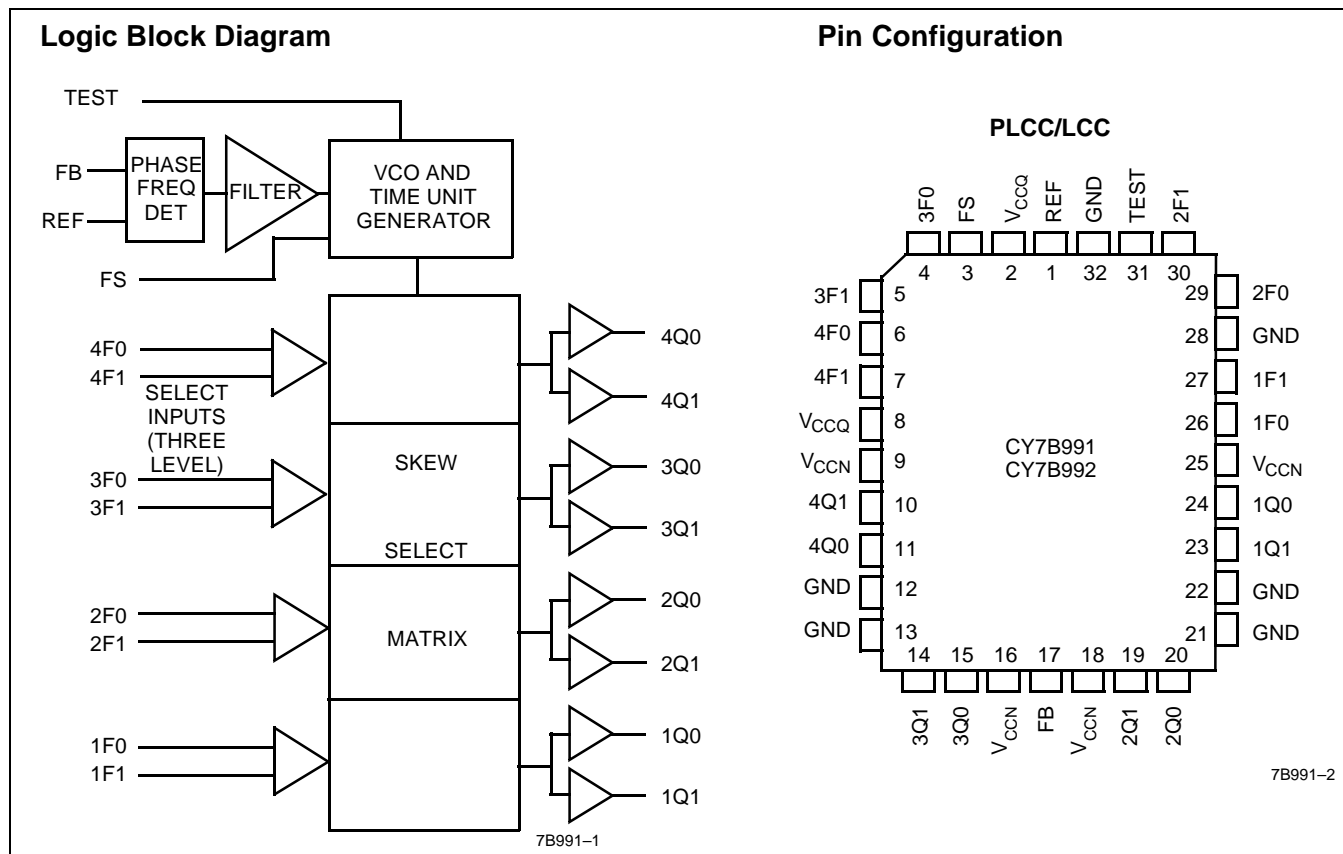 Logic Block Diagram
TEST
FB
REF
PHASE
FREQ
DET
FILTER
VCO AND
TIME UNIT
GENERATOR
FS
4F0
4F1
SELECT
INPUTS
(THREE
LEVEL)
3F0
3F1
2F0
2F1
1F0
1F1
SKEW
SELECT
MATRIX
4Q0
4Q1
3Q0
3Q1
2Q0
2Q1
1Q0
1Q1
7B991–1
Pin Configuration
PLCC/LCC
3F0 FS VCCQ REF GND TEST 2F1
4 3 2 1 32 31 30
3F1 5
4F0 6
4F1 7
VCCQ 8
VCCN 9
4Q1 10
4Q0 11
GND 12
GND 13
CY7B991
CY7B992
29 2F0
28 GND
27 1F1
26 1F0
25 VCCN
24 1Q0
23 1Q1
22 GND
21 GND
14 15 16 17 18 19 20
3Q1 3Q0 VCCN FB VCCN 2Q1 2Q0
7B991–2